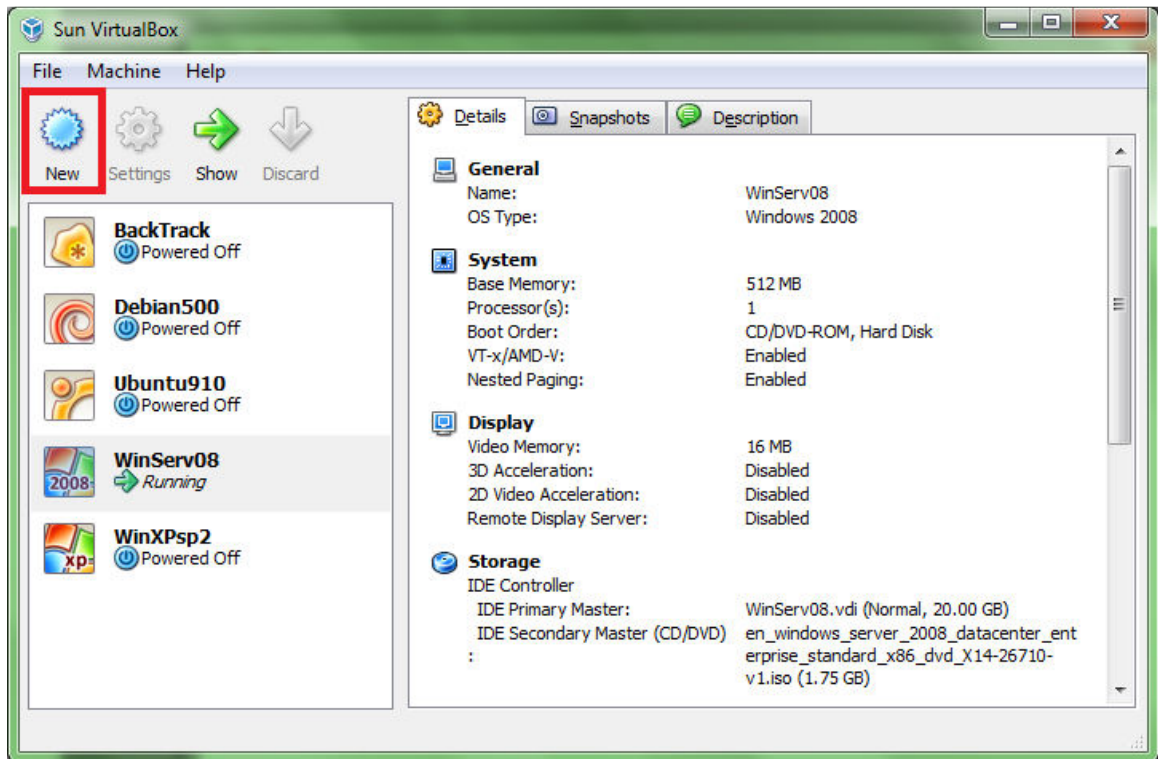 Sun VirtualBox
File Machine Help
New Settings Show Discard
BackTrack
Powered Off
Debian500
Powered Off
Ubuntu910
Powered Off
2008
WinServ08
Running
xp
WinXPsp2
Powered Off
Details Snapshots Description
General
Name: WinServ08
OS Type: Windows 2008
System
Base Memory: 512 MB
Processor(s): 1
Boot Order: CD/DVD-ROM, Hard Disk
VT-x/AMD-V: Enabled
Nested Paging: Enabled
Display
Video Memory: 16 MB
3D Acceleration: Disabled
2D Video Acceleration: Disabled
Remote Display Server: Disabled
Storage
IDE Controller
IDE Primary Master: WinServ08.vdi (Normal, 20.00 GB)
IDE Secondary Master (CD/DVD) en_windows_server_2008_datacenter_ent
: erprise_standard_x86_dvd_X14-26710-
v1.iso (1.75 GB)